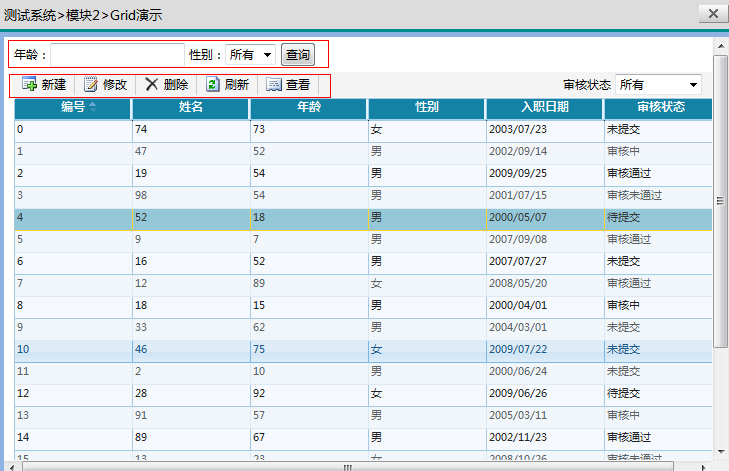 测试系统>模块2>Grid演示
年龄： 性别： 所有 查询
新建 修改 删除 刷新 查看 审核状态 所有
编号 姓名 年龄 性别 入职日期 审核状态
0 74 73 女 2003/07/23 未提交
1 47 52 男 2002/09/14 审核中
2 19 54 男 2009/09/25 审核通过
3 98 54 男 2001/07/15 审核未通过
4 52 18 男 2000/05/07 待提交
5 9 7 男 2007/09/08 审核通过
6 16 52 男 2007/07/27 未提交
7 12 89 女 2008/05/20 审核通过
8 18 15 男 2000/04/01 审核中
9 33 62 男 2004/03/01 未提交
10 46 75 女 2009/07/22 未提交
11 2 10 男 2000/06/24 未提交
12 28 92 女 2009/06/26 待提交
13 91 57 男 2005/03/11 审核中
14 89 67 男 2002/11/23 审核通过
15 13 23 女 2008/10/26 审核未通过